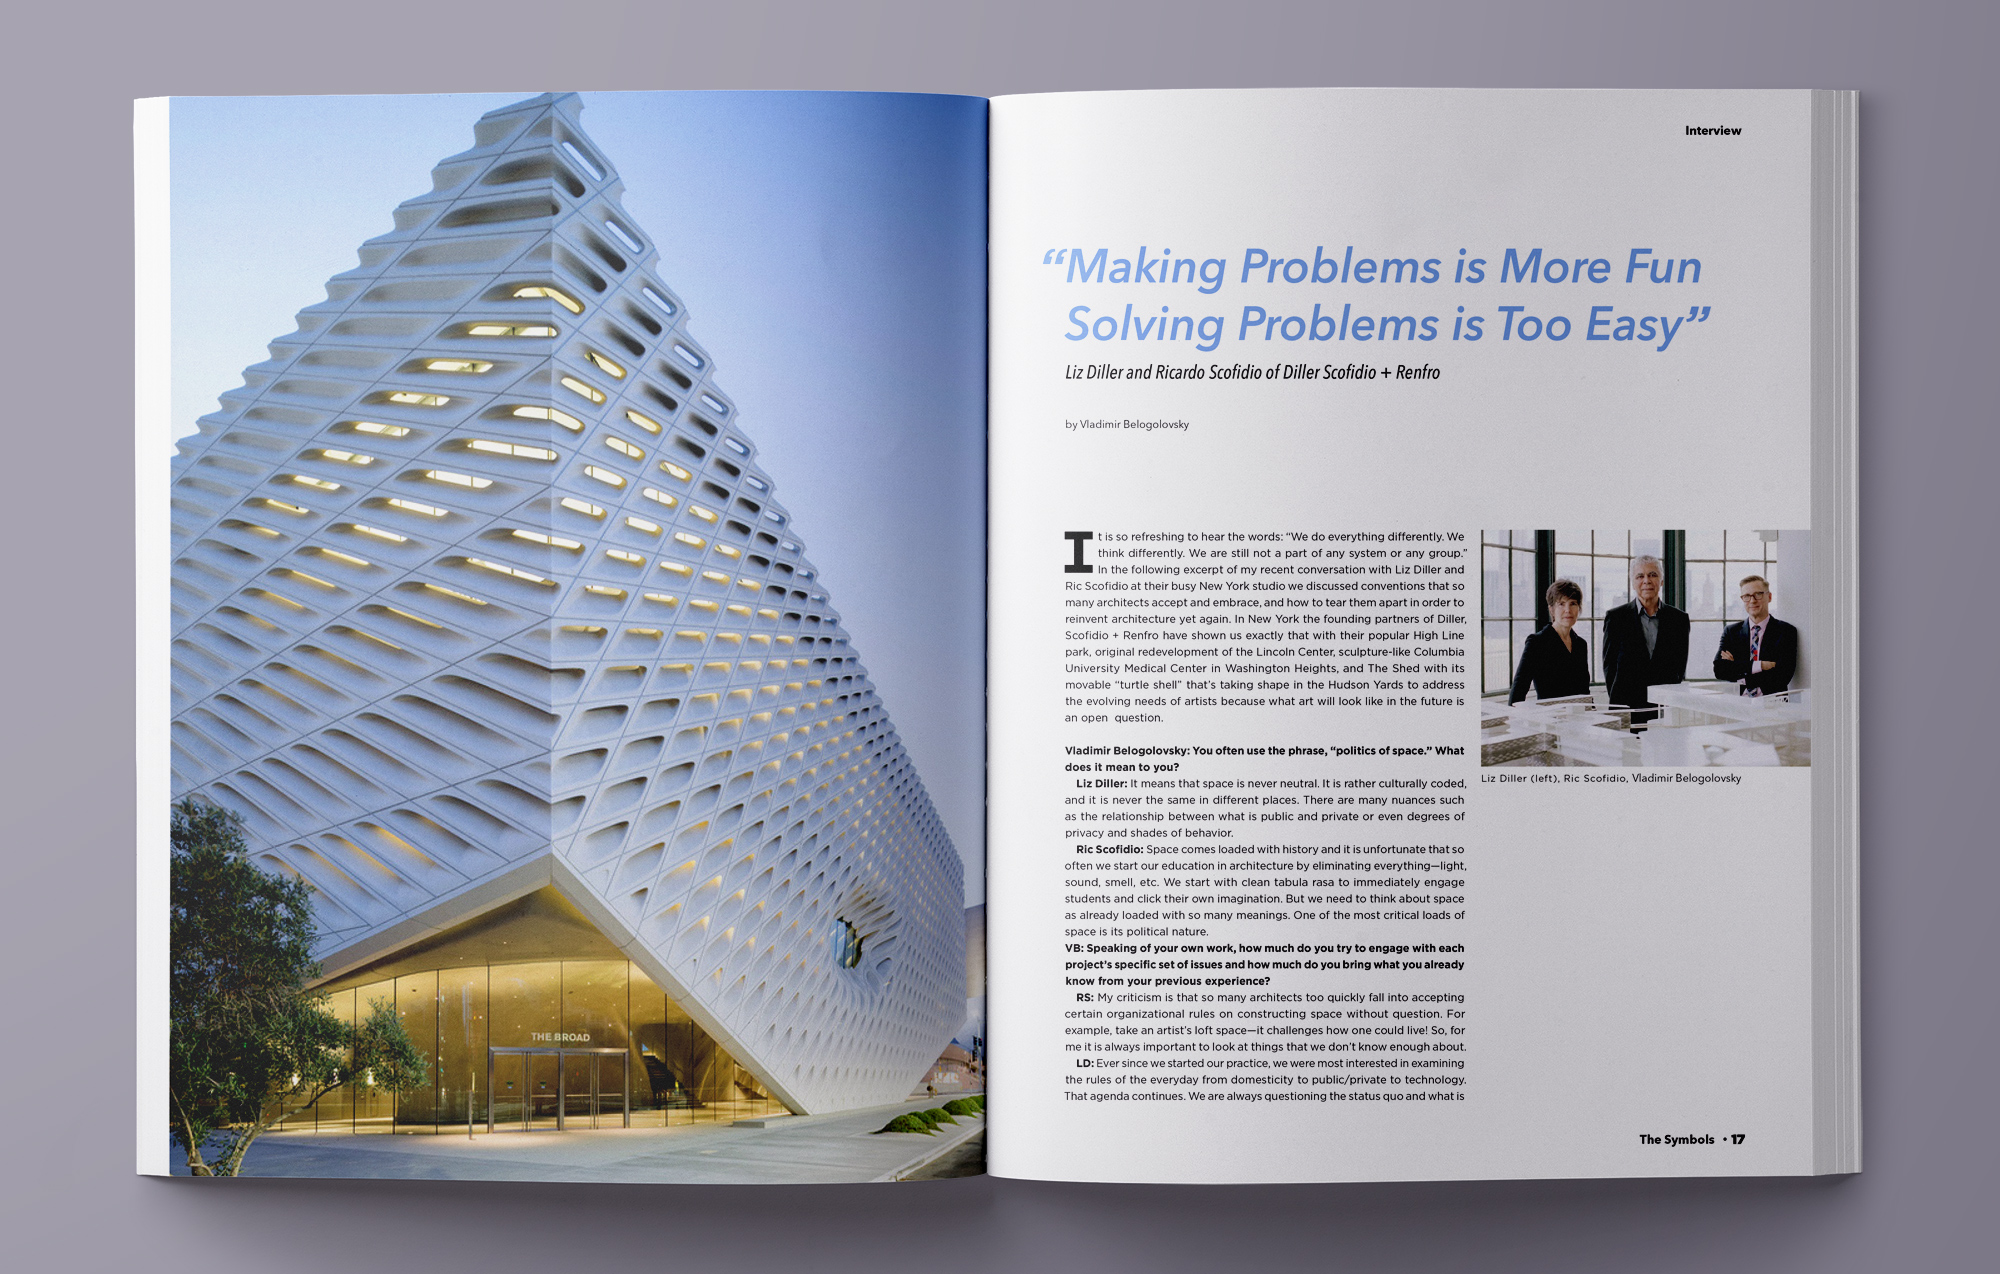 THE BROAD
Interview
“Making Problems is More Fun
Solving Problems is Too Easy”
Liz Diller and Ricardo Scofidio of Diller Scofidio + Renfro
by Vladimir Belogolovsky
It is so refreshing to hear the words: “We do everything differently. We
think differently. We are still not a part of any system or any group.”
In the following excerpt of my recent conversation with Liz Diller and
Ric Scofidio at their busy New York studio we discussed conventions that so
many architects accept and embrace, and how to tear them apart in order to
reinvent architecture yet again. In New York the founding partners of Diller,
Scofidio + Renfro have shown us exactly that with their popular High Line
park, original redevelopment of the Lincoln Center, sculpture-like Columbia
University Medical Center in Washington Heights, and The Shed with its
movable “turtle shell” that’s taking shape in the Hudson Yards to address
the evolving needs of artists because what art will look like in the future is
an open question.
Vladimir Belogolovsky: You often use the phrase, “politics of space.” What
does it mean to you?
Liz Diller: It means that space is never neutral. It is rather culturally coded,
and it is never the same in different places. There are many nuances such
as the relationship between what is public and private or even degrees of
privacy and shades of behavior.
Ric Scofidio: Space comes loaded with history and it is unfortunate that so
often we start our education in architecture by eliminating everything—light,
sound, smell, etc. We start with clean tabula rasa to immediately engage
students and click their own imagination. But we need to think about space
as already loaded with so many meanings. One of the most critical loads of
space is its political nature.
VB: Speaking of your own work, how much do you try to engage with each
project’s specific set of issues and how much do you bring what you already
know from your previous experience?
RS: My criticism is that so many architects too quickly fall into accepting
certain organizational rules on constructing space without question. For
example, take an artist’s loft space—it challenges how one could live! So, for
me it is always important to look at things that we don’t know enough about.
LD: Ever since we started our practice, we were most interested in examining
the rules of the everyday from domesticity to public/private to technology.
That agenda continues. We are always questioning the status quo and what is
Liz Diller (left), Ric Scofidio, Vladimir Belogolovsky
The Symbols • 17